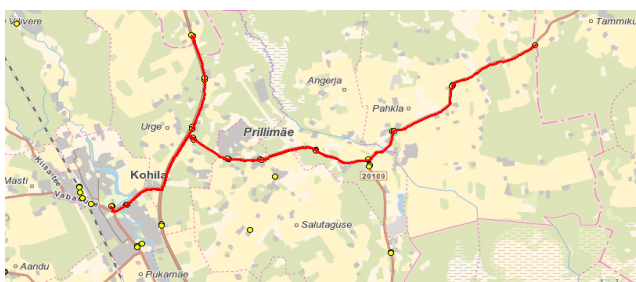 Vilivere
Tammiku
Angerja
Pahkla
Urge
Prillimäe
Kohila
20109
Masti
Salutaguse
Aandu
Pukamäe